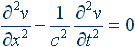 ∂²v/∂x² − 1/c² ∂²v/∂t² = 0